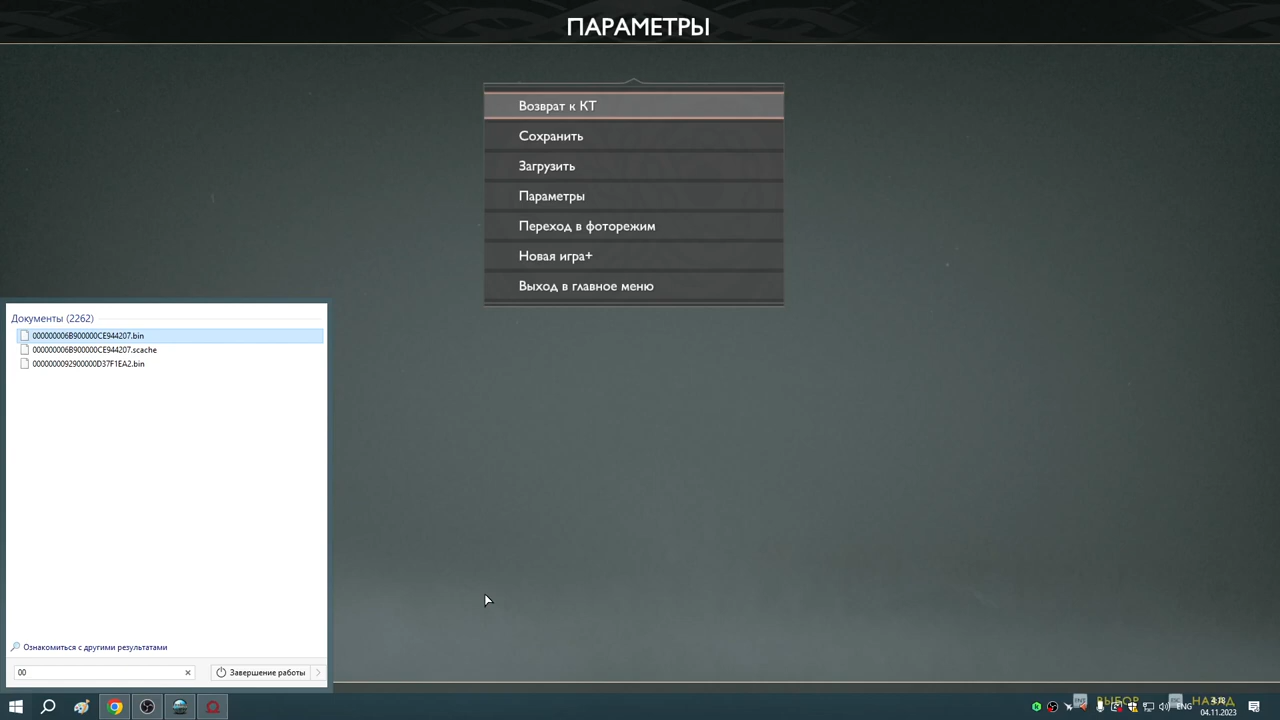 ПАРАМЕТРЫ
Возврат к КТ
Сохранить
Загрузить
Параметры
Переход в фоторежим
Новая игра+
Выход в главное меню
Документы (2262)
000000006B900000CE944207.bin
000000006B900000CE944207.scache
0000000092900000D37F1EA2.bin
Ознакомиться с другими результатами
00
Завершение работы
ВЫБОР
НАЗАД
ENG
04.11.2023